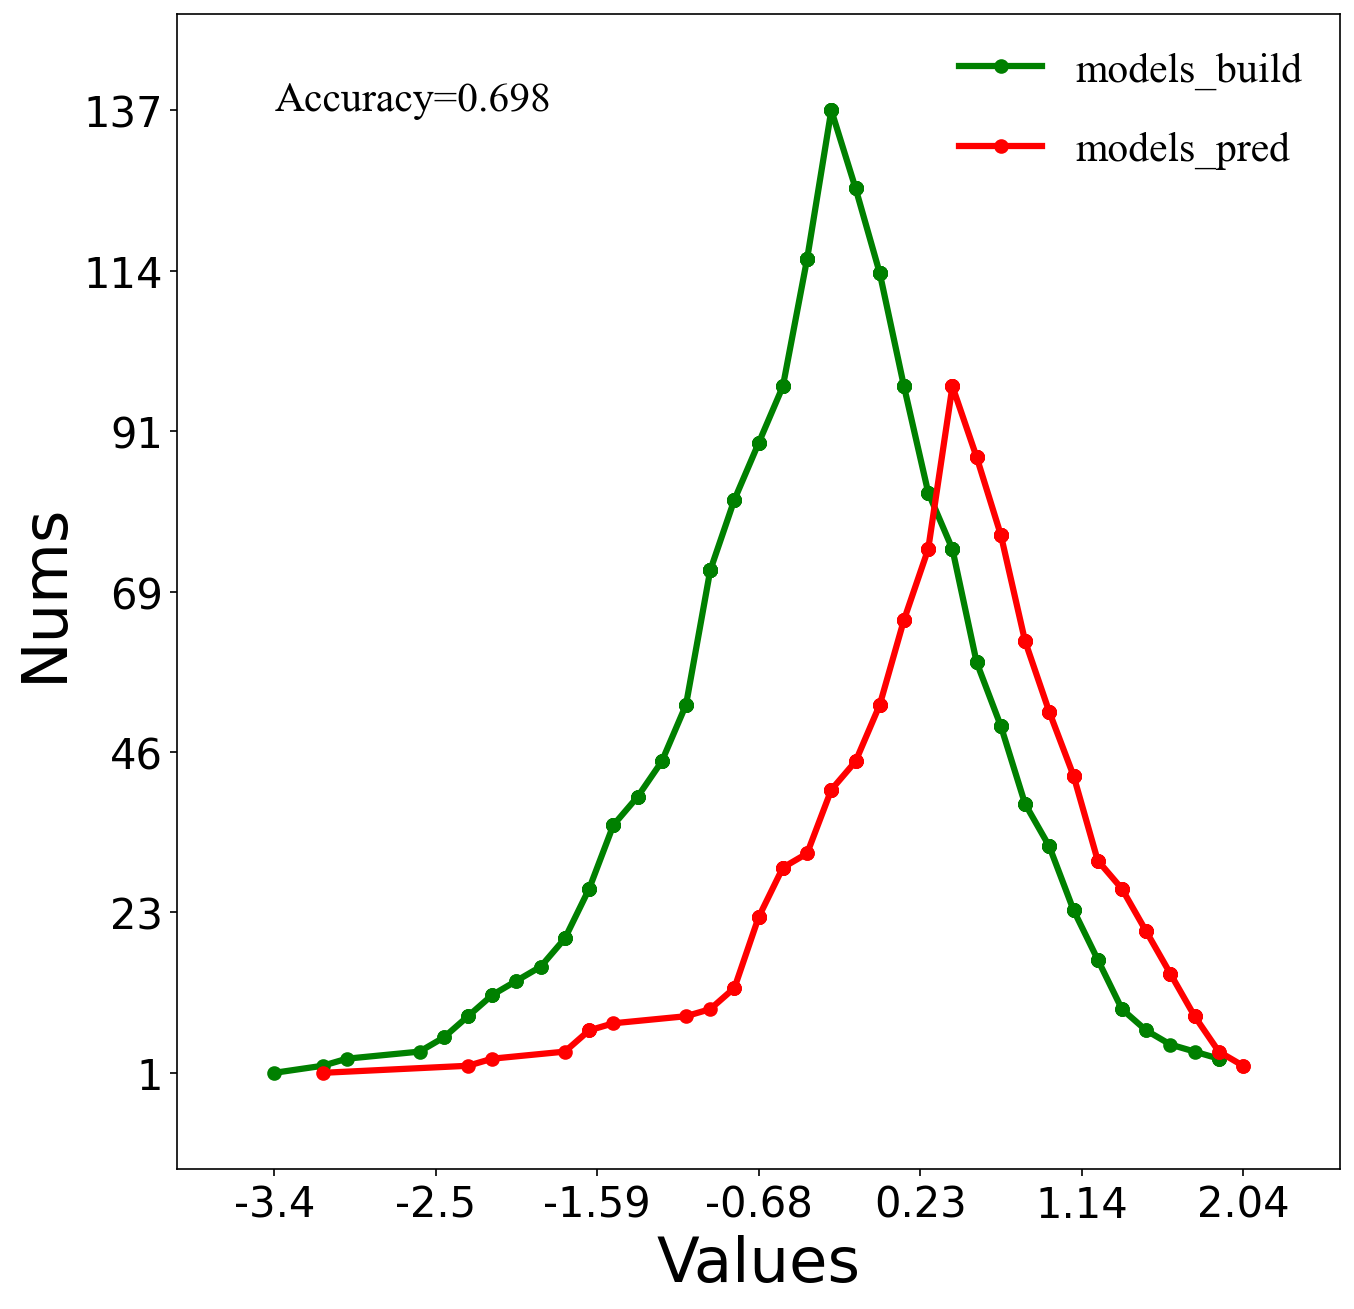 models_build
Accuracy=0.698
models_pred
137
114
91
69
46
23
1
Nums
-3.4 -2.5 -1.59 -0.68 0.23 1.14 2.04
Values